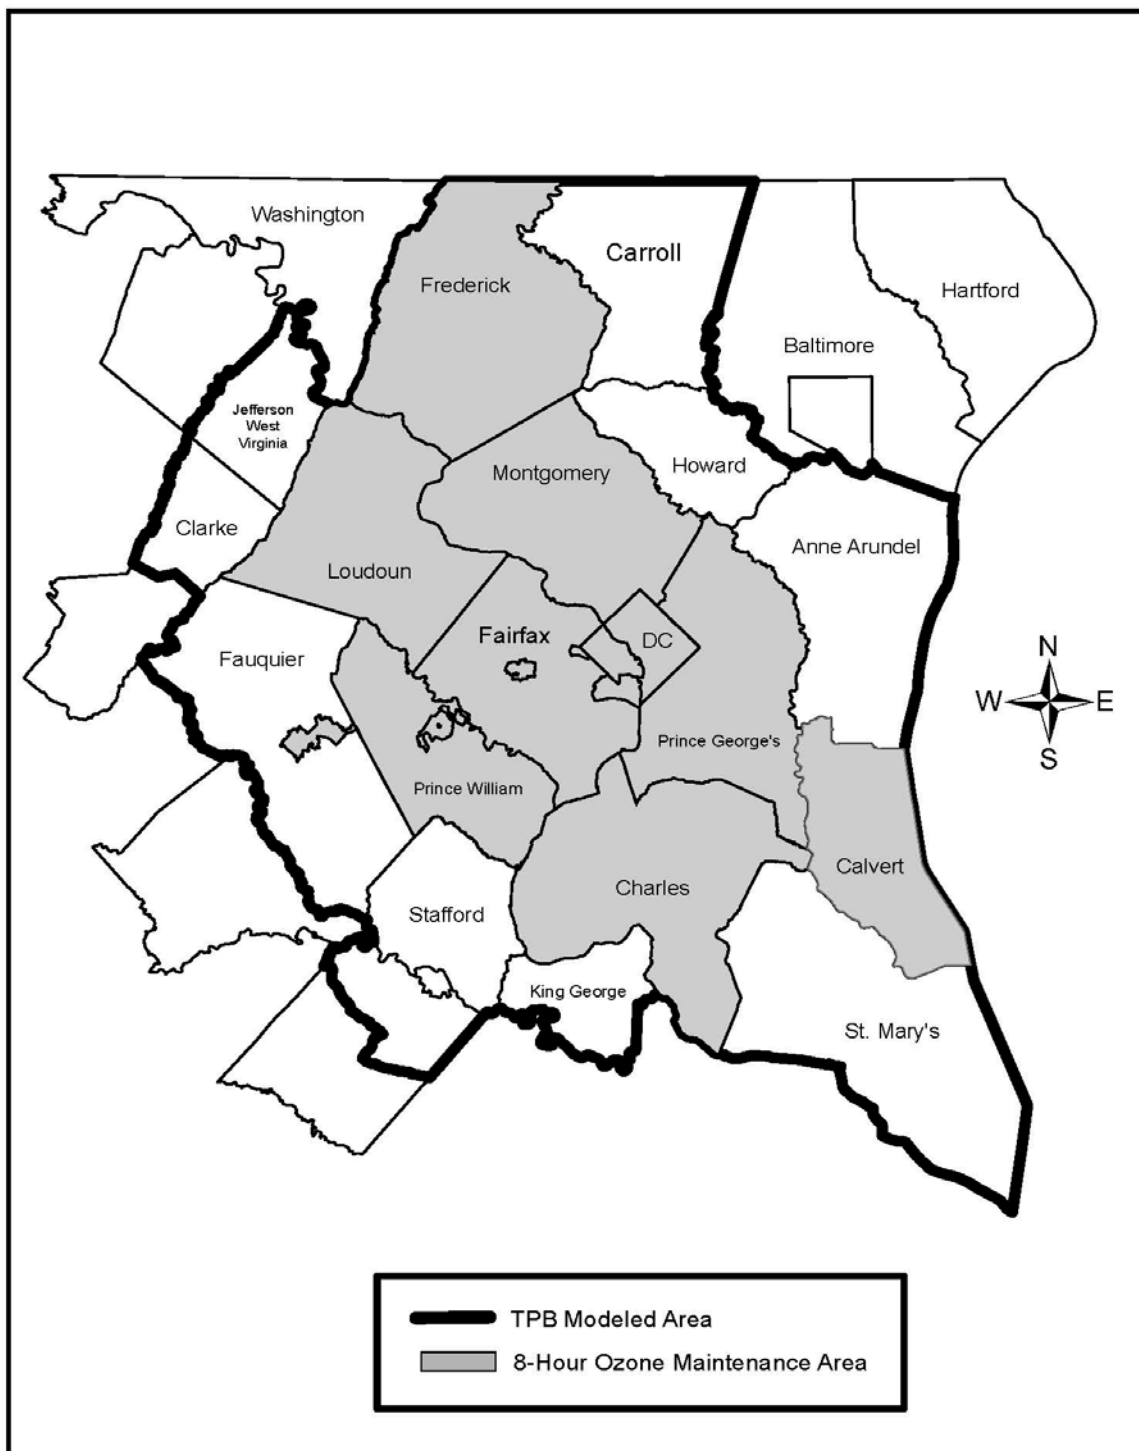 Washington
Carroll
Frederick
Hartford
Baltimore
Jefferson
West
Virginia
Howard
Montgomery
Clarke
Anne Arundel
Loudoun
Fairfax
DC
Fauquier
N
W
E
S
Prince George's
Prince William
Calvert
Charles
Stafford
King George
St. Mary's
TPB Modeled Area
8-Hour Ozone Maintenance Area